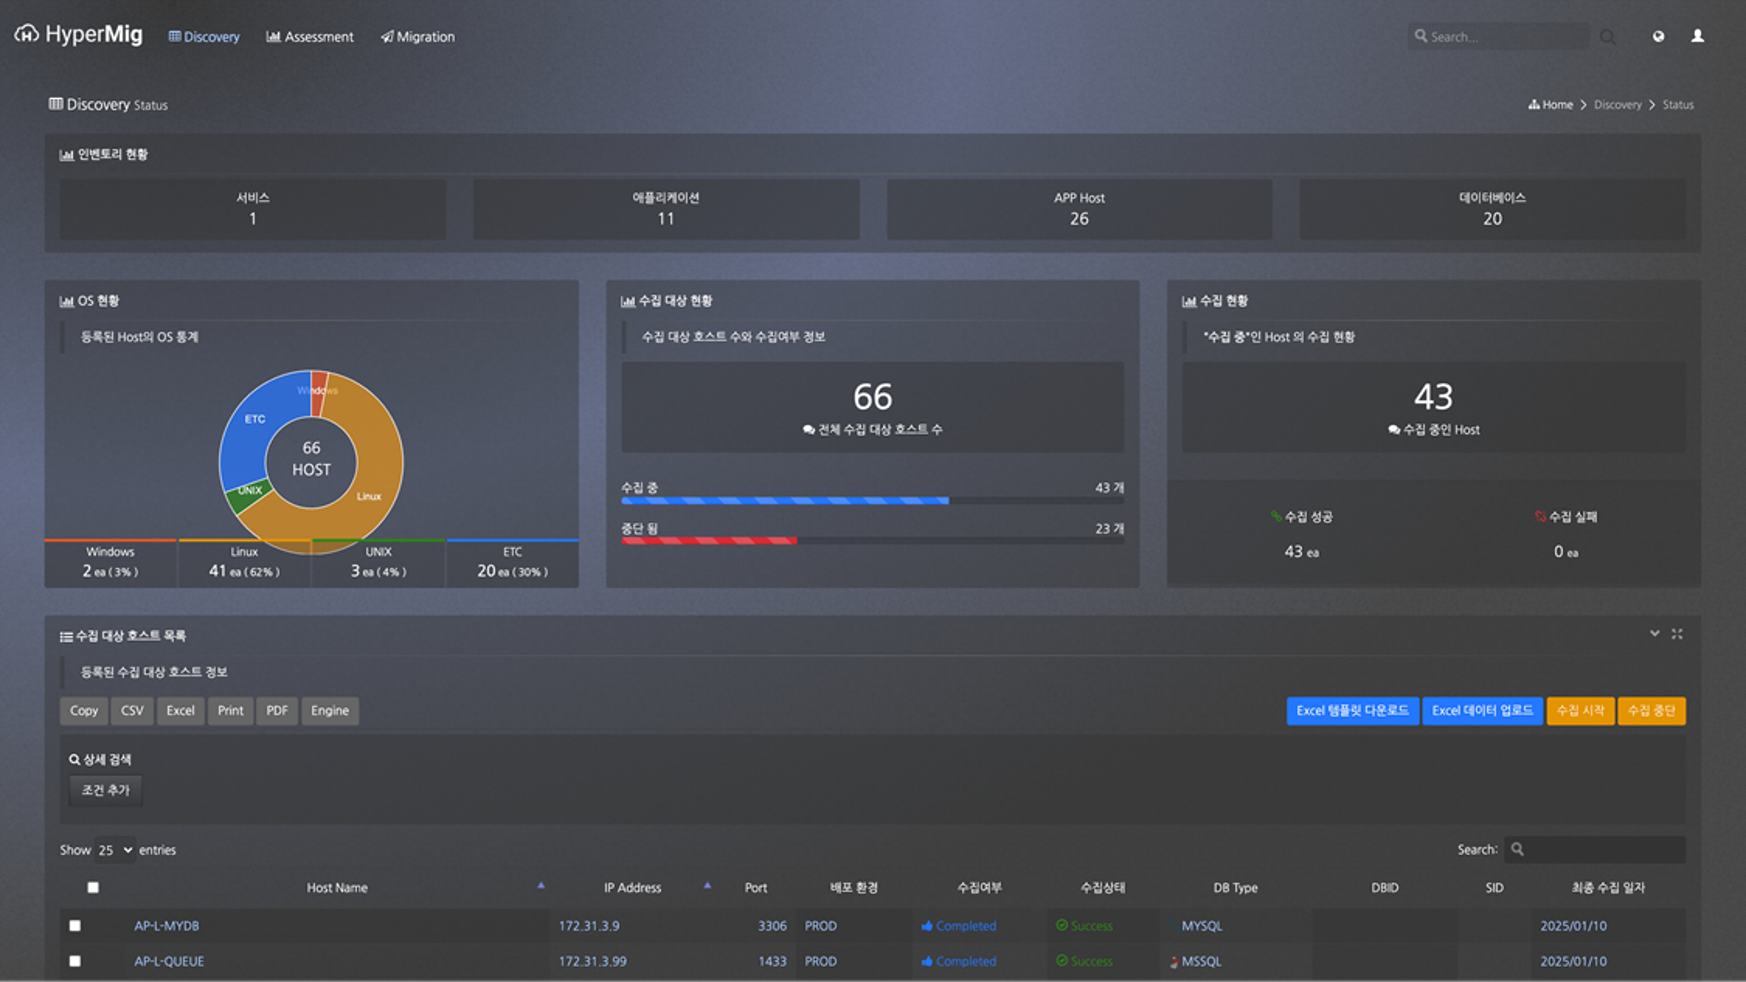 HyperMig Discovery Assessment Migration Search...
Discovery Status
Home > Discovery > Status
인벤토리 현황
서비스
1
애플리케이션
11
APP Host
26
데이터베이스
20
OS 현황
등록된 Host의 OS 통계
Windows
ETC
66
HOST
UNIX
Linux
Windows
2 ea ( 3% )
Linux
41 ea ( 62% )
UNIX
3 ea ( 4% )
ETC
20 ea ( 30% )
수집 대상 현황
수집 대상 호스트 수와 수집여부 정보
66
전체 수집 대상 호스트 수
수집 중 43 개
중단 됨 23 개
수집 현황
"수집 중"인 Host 의 수집 현황
43
수집 중인 Host
수집 성공
43 ea
수집 실패
0 ea
수집 대상 호스트 목록
등록된 수집 대상 호스트 정보
Copy CSV Excel Print PDF Engine Excel 템플릿 다운로드 Excel 데이터 업로드 수집 시작 수집 중단
상세 검색
조건 추가
Show 25 entries Search:
Host Name IP Address Port 배포 환경 수집여부 수집상태 DB Type DBID SID 최종 수집 일자
AP-L-MYDB 172.31.3.9 3306 PROD Completed Success MYSQL 2025/01/10
AP-L-QUEUE 172.31.3.99 1433 PROD Completed Success MSSQL 2025/01/10